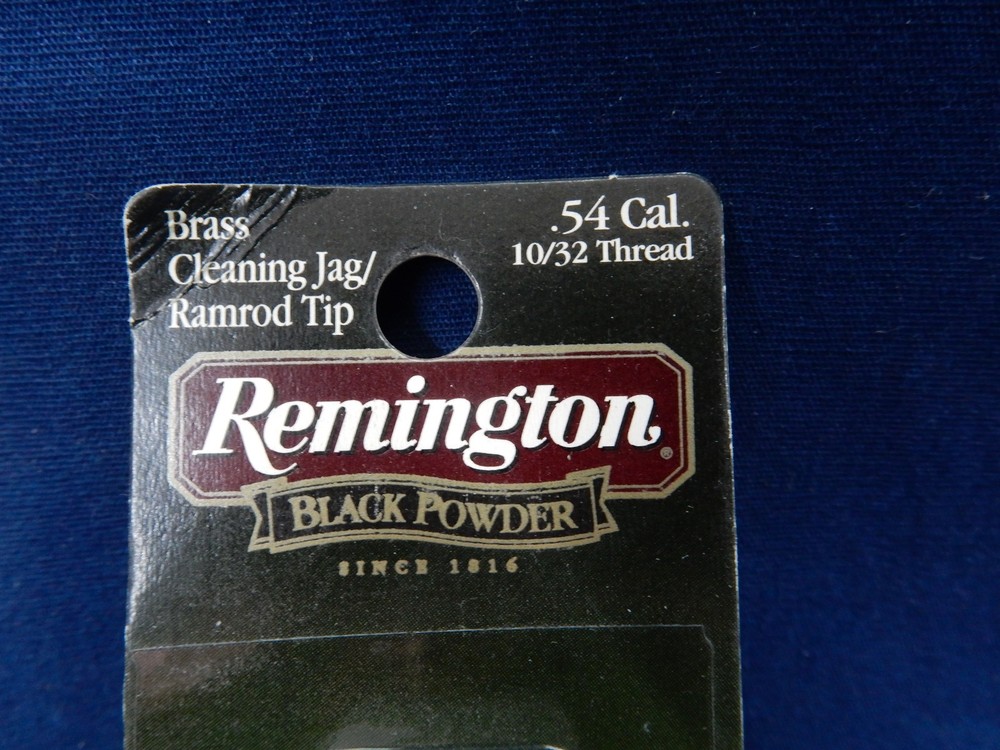 Brass
Cleaning Jag/
Ramrod Tip
.54 Cal.
10/32 Thread
Remington®
BLACK POWDER
SINCE 1816